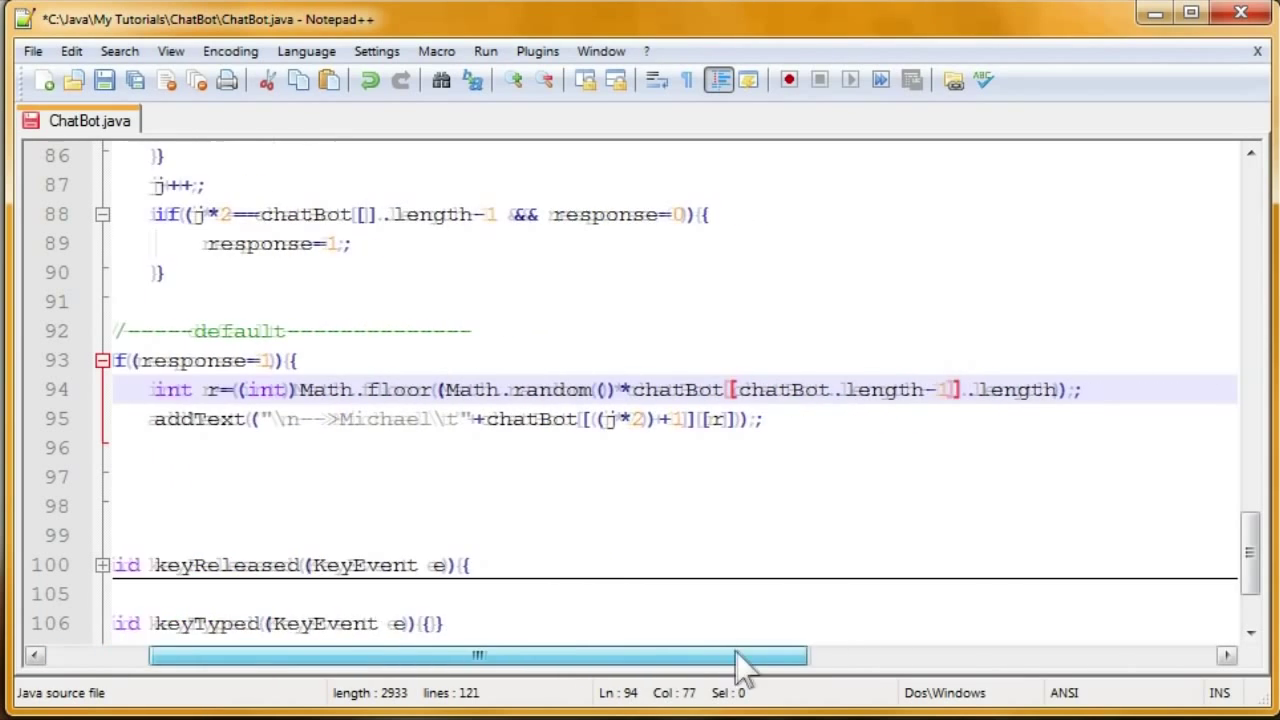 *C:\Java\My Tutorials\ChatBot\ChatBot.java - Notepad++
File Edit Search View Encoding Language Settings Macro Run Plugins Window ? X
ChatBot.java
86 }
87 j++;
88 if(j*2==chatBot[].length-1 && response=0){
89 response=1;
90 }
91
92 /-----default--------------
93 f(response=1){
94 int r=(int)Math.floor(Math.random()*chatBot[chatBot.length-1].length);
95 addText("\n-->Michael\t"+chatBot[(j*2)+1][r]);
96
97
98
99
100 id keyReleased(KeyEvent e){
105
106 id keyTyped(KeyEvent e){}
Java source file length : 2933 lines : 121 Ln : 94 Col : 77 Sel : 0 Dos\Windows ANSI INS